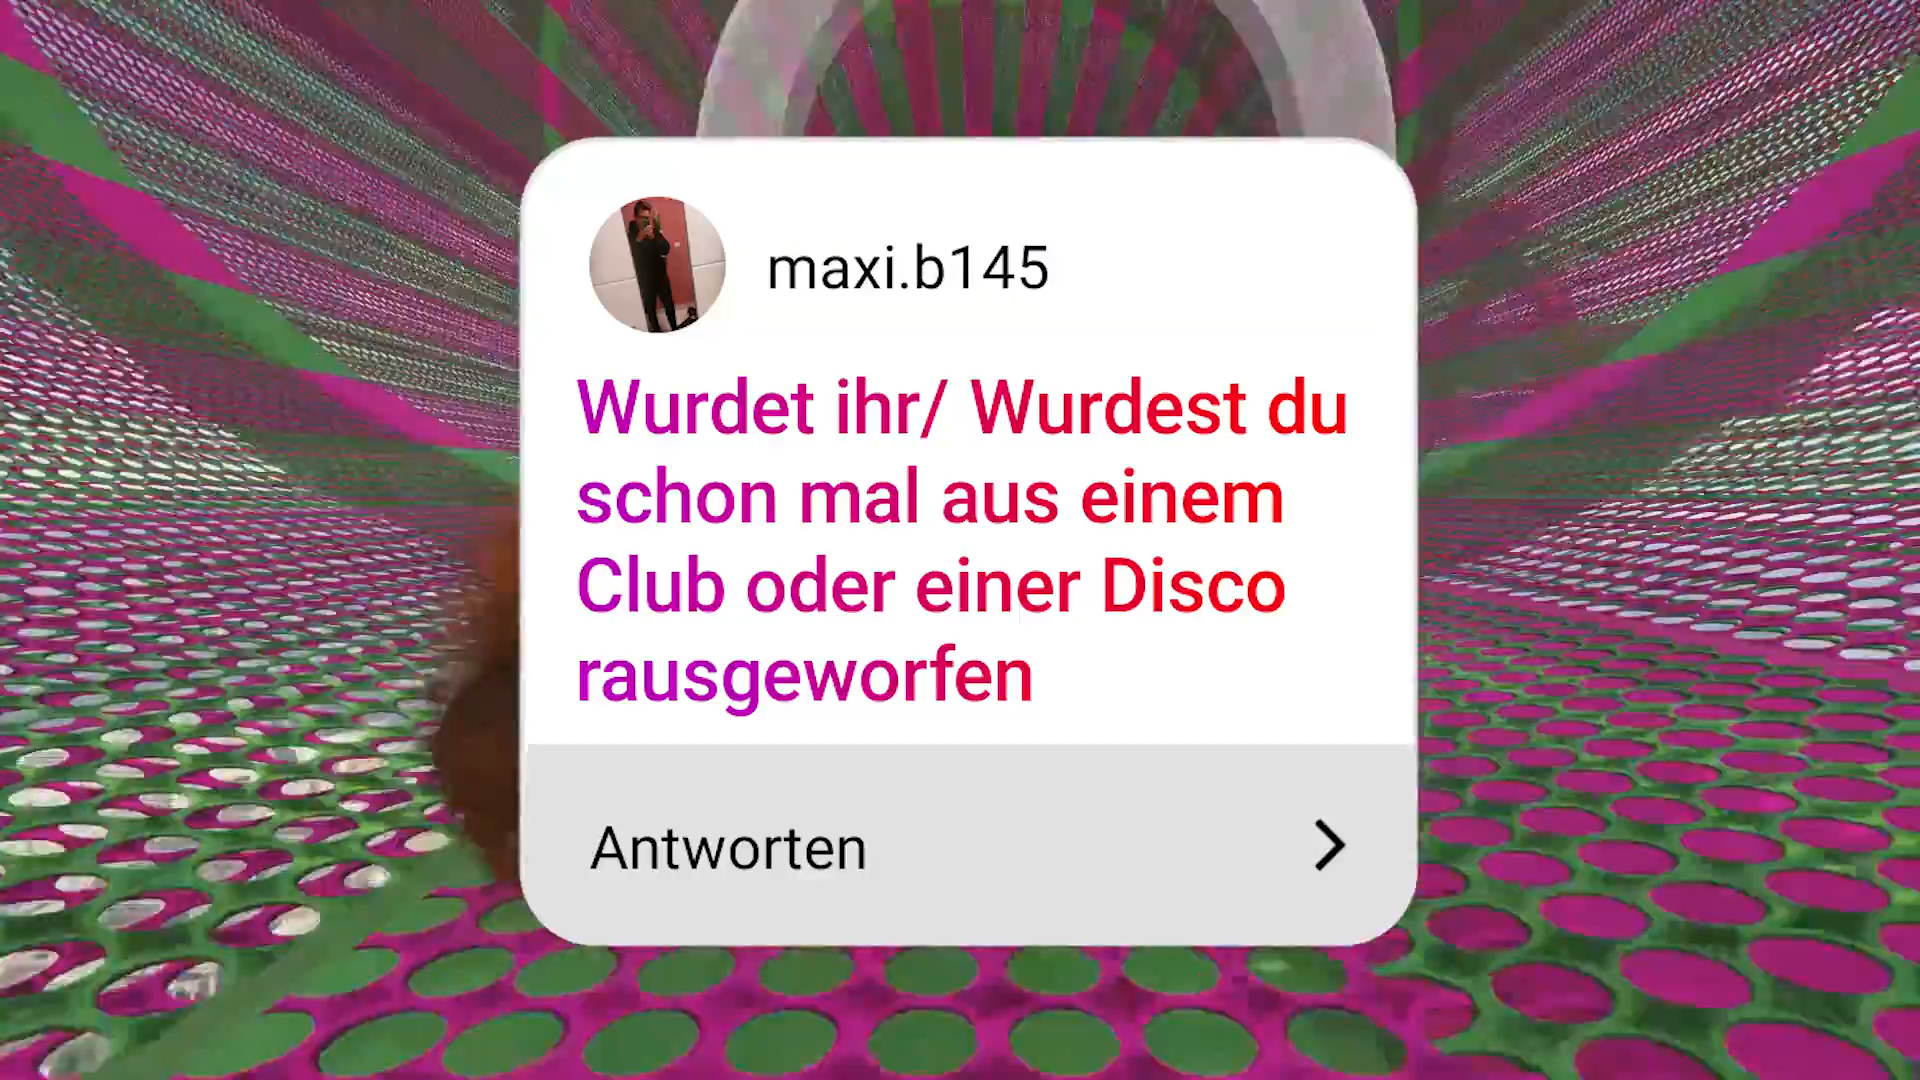 maxi.b145
Wurdet ihr/ Wurdest du
schon mal aus einem
Club oder einer Disco
rausgeworfen
Antworten